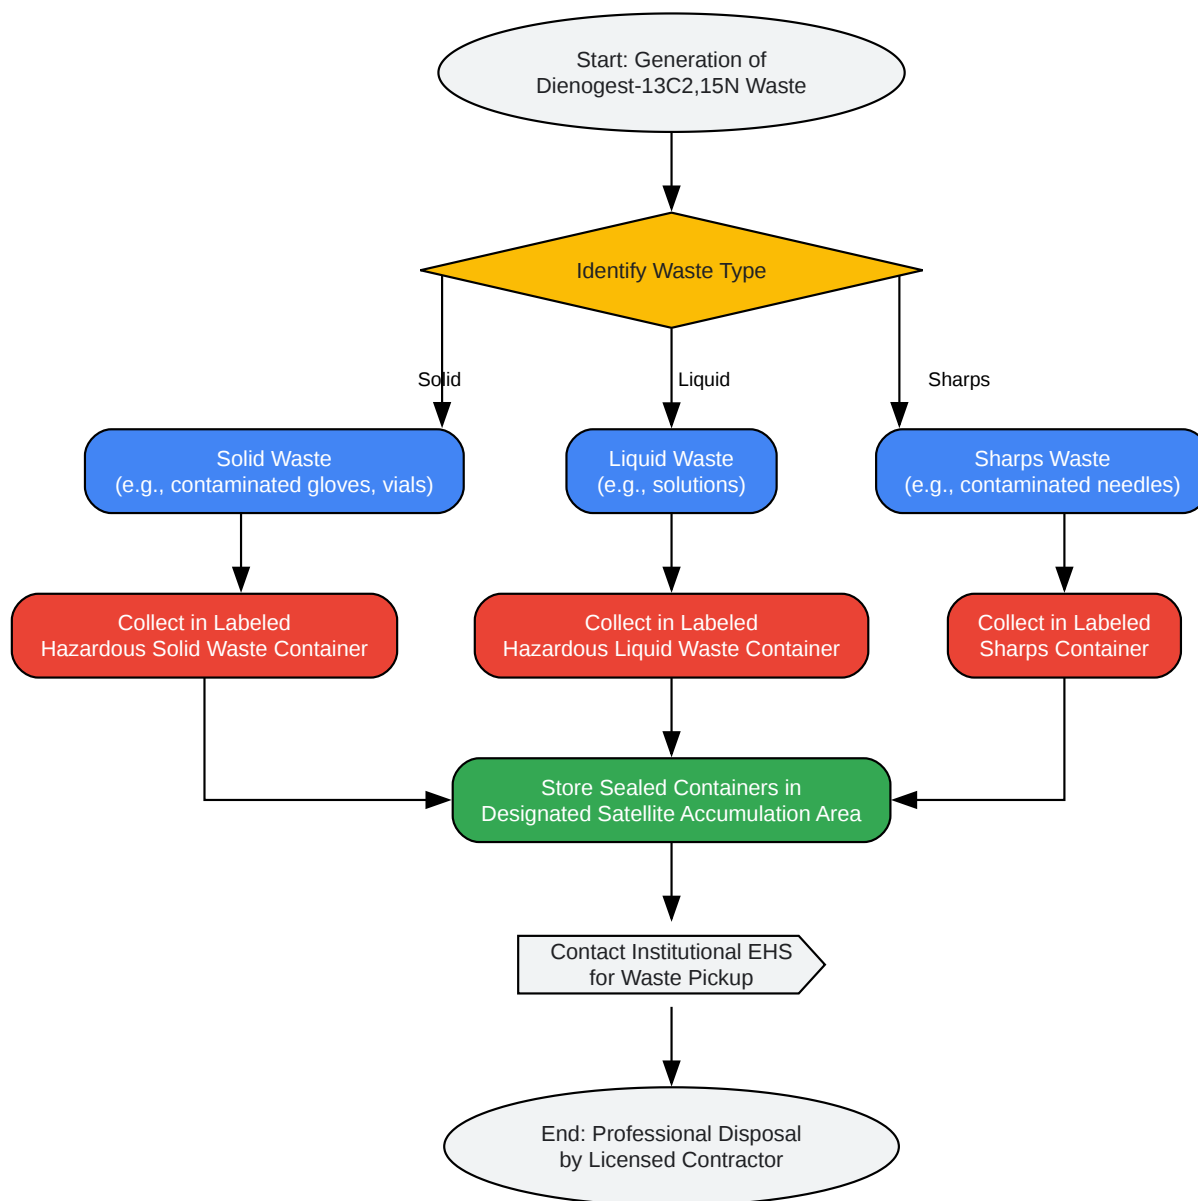 Start: Generation of
Dienogest-13C2,15N Waste
Identify Waste Type
Solid
Liquid
Sharps
Solid Waste
(e.g., contaminated gloves, vials)
Liquid Waste
(e.g., solutions)
Sharps Waste
(e.g., contaminated needles)
Collect in Labeled
Hazardous Solid Waste Container
Collect in Labeled
Hazardous Liquid Waste Container
Collect in Labeled
Sharps Container
Store Sealed Containers in
Designated Satellite Accumulation Area
Contact Institutional EHS
for Waste Pickup
End: Professional Disposal
by Licensed Contractor